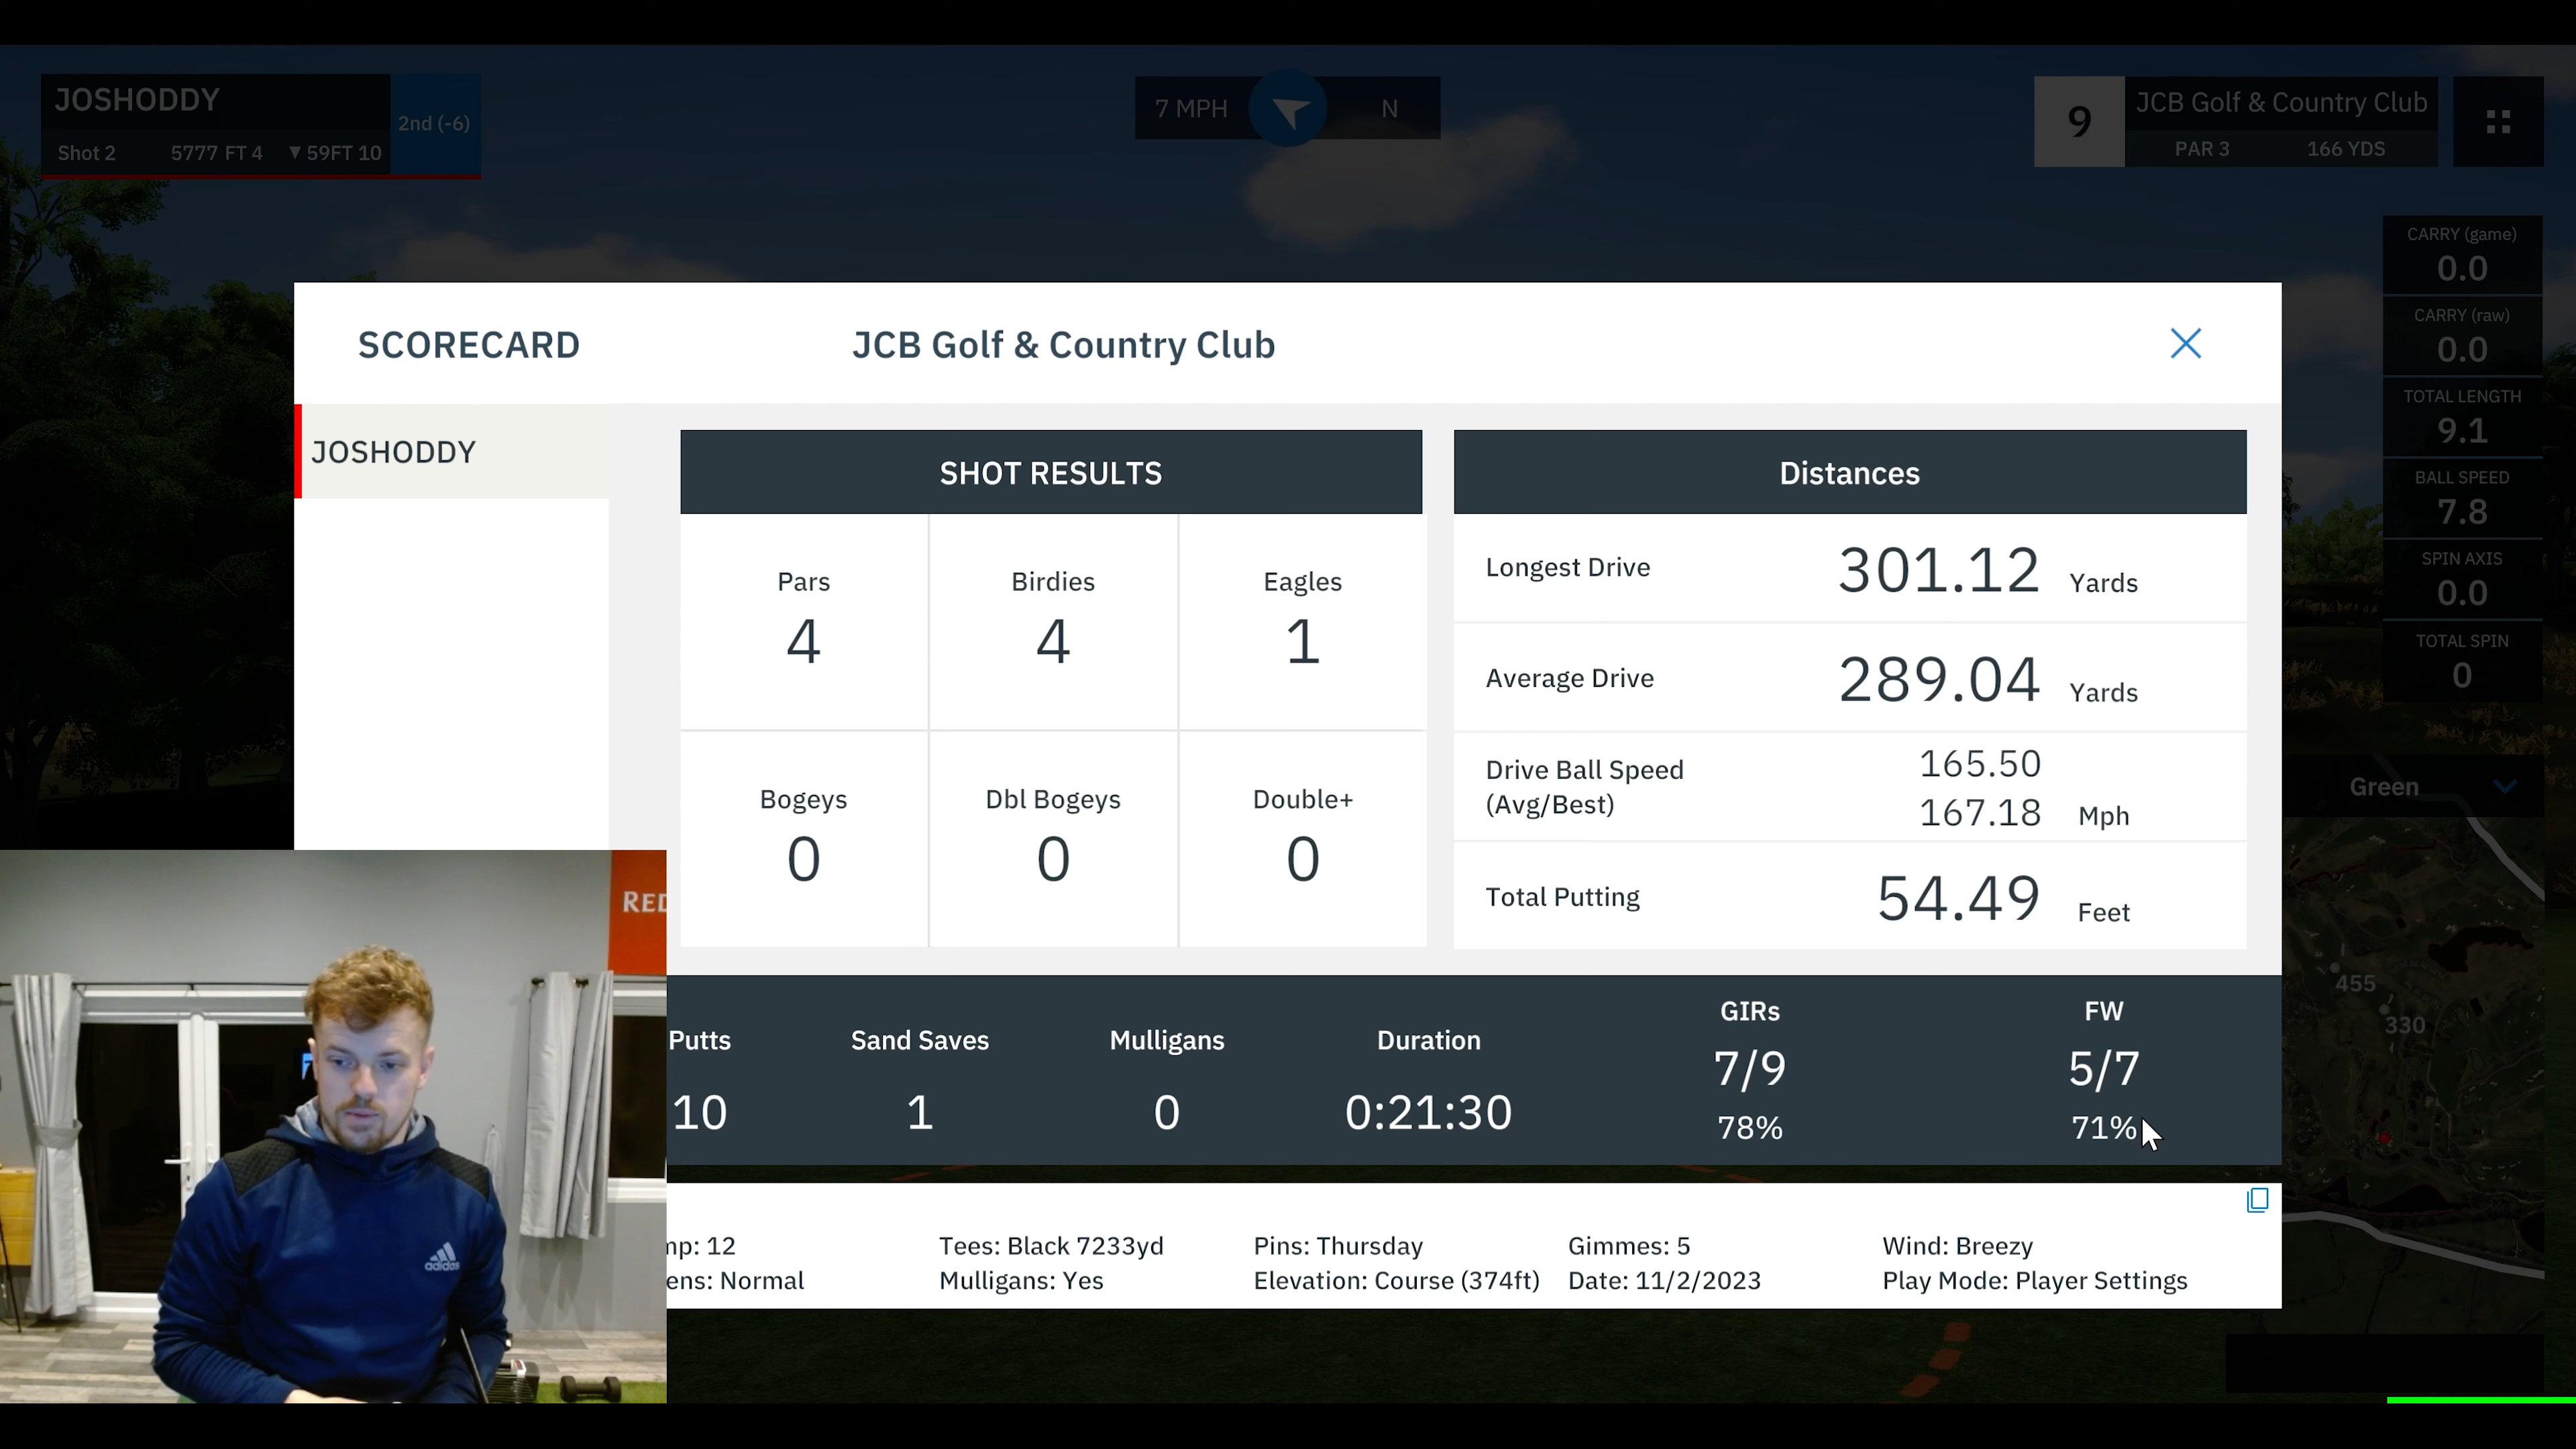 JOSHODDY
2nd (-6)
Shot 2 5777 FT 4 ▼59FT 10
7 MPH N
9
JCB Golf & Country Club
PAR 3 166 YDS
CARRY (game)
0.0
CARRY (raw)
0.0
TOTAL LENGTH
9.1
BALL SPEED
7.8
SPIN AXIS
0.0
TOTAL SPIN
0
Green
455
330
SCORECARD JCB Golf & Country Club
JOSHODDY
SHOT RESULTS
Pars Birdies Eagles
4 4 1
Bogeys Dbl Bogeys Double+
0 0 0
Distances
Longest Drive 301.12 Yards
Average Drive 289.04 Yards
Drive Ball Speed
(Avg/Best)
165.50
167.18 Mph
Total Putting 54.49 Feet
RED
Putts Sand Saves Mulligans Duration GIRs FW
10 1 0 0:21:30 7/9 5/7
78% 71%
mp: 12 Tees: Black 7233yd Pins: Thursday Gimmes: 5 Wind: Breezy
ens: Normal Mulligans: Yes Elevation: Course (374ft) Date: 11/2/2023 Play Mode: Player Settings
adidas